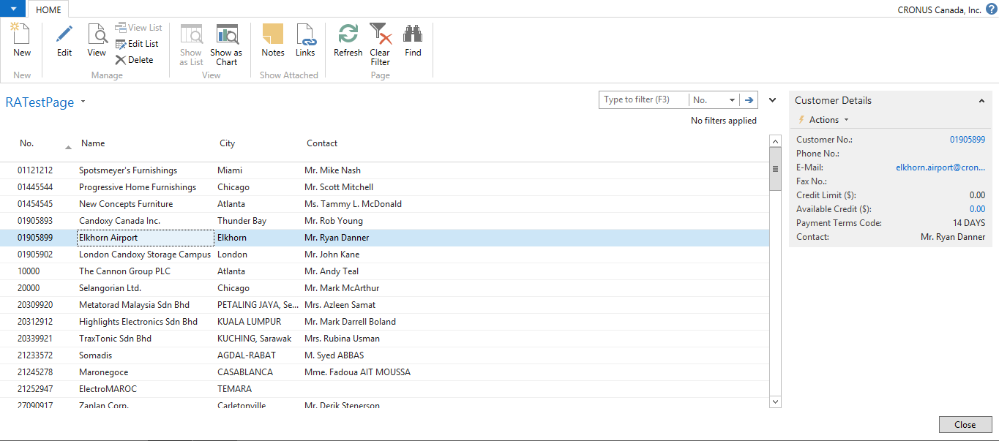 HOME
CRONUS Canada, Inc.
New
Edit
View
View List
Edit List
Delete
Show as List
Show as Chart
Notes
Links
Refresh
Clear Filter
Find
New
Manage
View
Show Attached
Page
RATestPage
Type to filter (F3) No.
No filters applied
No. Name City Contact
01121212 Spotsmeyer's Furnishings Miami Mr. Mike Nash
01445544 Progressive Home Furnishings Chicago Mr. Scott Mitchell
01454545 New Concepts Furniture Atlanta Ms. Tammy L. McDonald
01905893 Candoxy Canada Inc. Thunder Bay Mr. Rob Young
01905899 Elkhorn Airport Elkhorn Mr. Ryan Danner
01905902 London Candoxy Storage Campus London Mr. John Kane
10000 The Cannon Group PLC Atlanta Mr. Andy Teal
20000 Selangorian Ltd. Chicago Mr. Mark McArthur
20309920 Metatorad Malaysia Sdn Bhd PETALING JAYA, Se... Mrs. Azleen Samat
20312912 Highlights Electronics Sdn Bhd KUALA LUMPUR Mr. Mark Darrell Boland
20339921 TraxTonic Sdn Bhd KUCHING, Sarawak Mrs. Rubina Usman
21233572 Somadis AGDAL-RABAT M. Syed ABBAS
21245278 Maronegoce CASABLANCA Mme. Fadoua AIT MOUSSA
21252947 ElectroMAROC TEMARA
27090917 Zanlan Corp. Carletonville Mr. Derik Stenerson
Customer Details
Actions
Customer No.: 01905899
Phone No.:
E-Mail: elkhorn.airport@cron...
Fax No.:
Credit Limit ($): 0.00
Available Credit ($): 0.00
Payment Terms Code: 14 DAYS
Contact: Mr. Ryan Danner
Close